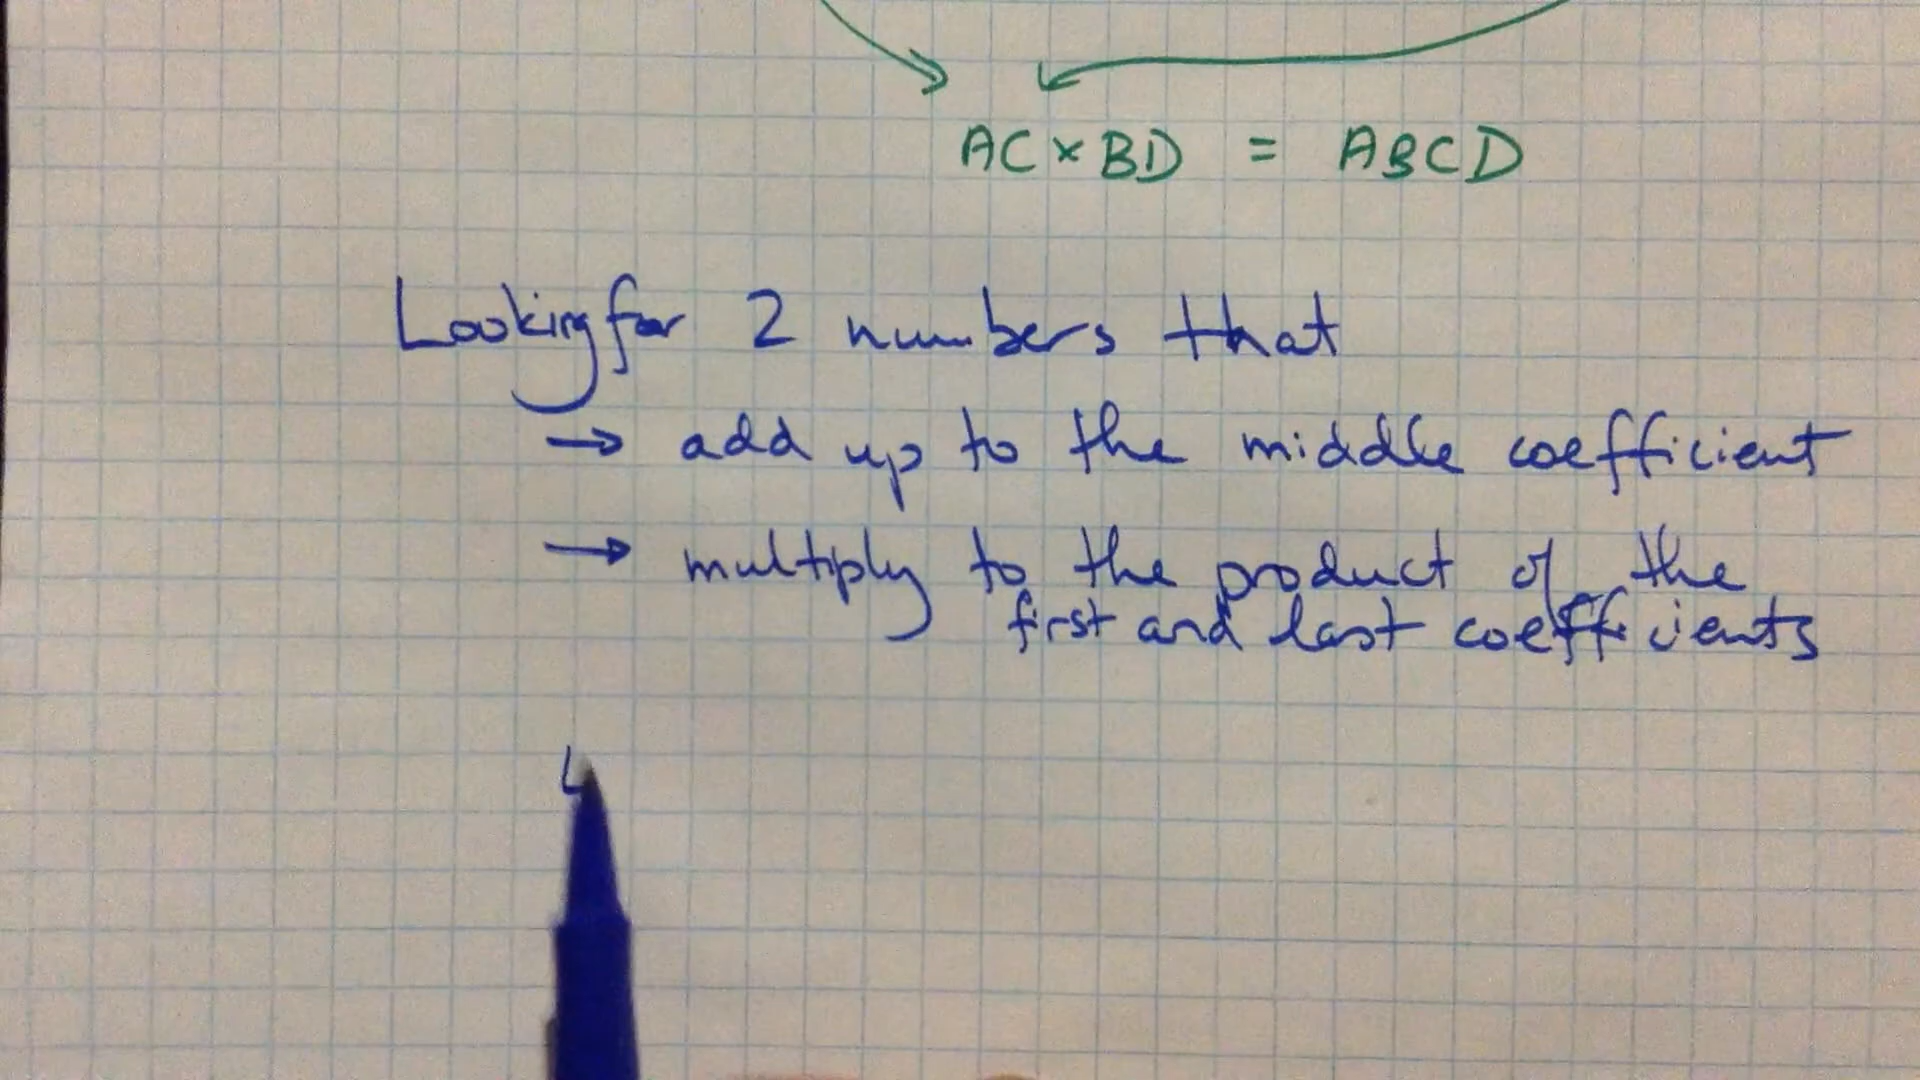 AC × BD = ABCD
Looking for 2 numbers that
→ add up to the middle coefficient
→ multiply to the product of the
first and last coefficients